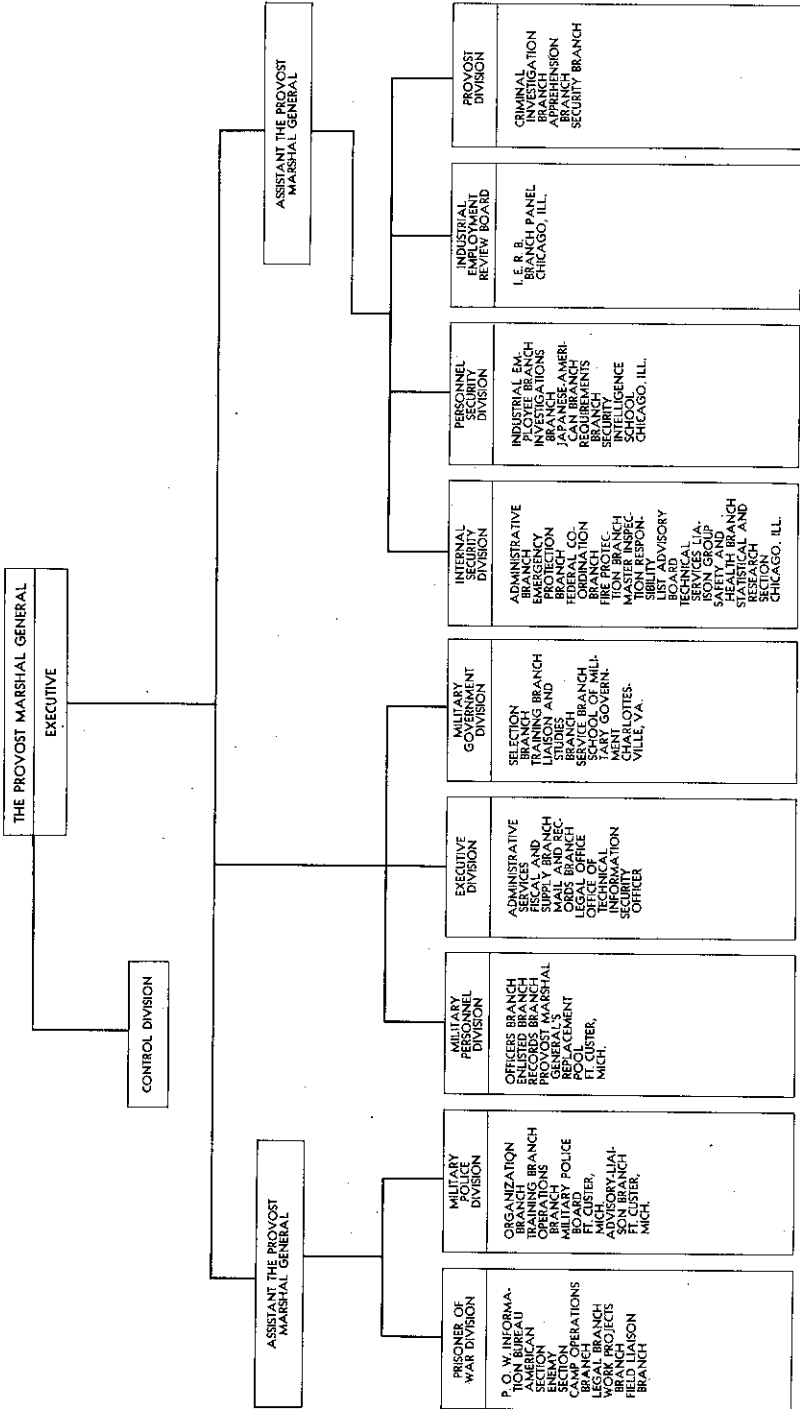 THE PROVOST MARSHAL GENERAL
EXECUTIVE
CONTROL DIVISION
ASSISTANT THE PROVOST
MARSHAL GENERAL
ASSISTANT THE PROVOST
MARSHAL GENERAL
PRISONER OF
WAR DIVISION
P. O. W. INFORMA-
TION BUREAU
AMERICAN
SECTION
ENEMY
SECTION
CAMP OPERATIONS
BRANCH
LEGAL BRANCH
WORK PROJECTS
BRANCH
FIELD LIAISON
BRANCH
MILITARY
POLICE
DIVISION
ORGANIZATION
BRANCH
TRAINING BRANCH
OPERATIONS
BRANCH
MILITARY POLICE
BOARD
FT. CUSTER,
MICH.
ADVISORY-LIAI-
SON BRANCH
FT. CUSTER,
MICH.
MILITARY
PERSONNEL
DIVISION
OFFICERS BRANCH
ENLISTED BRANCH
RECORDS BRANCH
PROVOST MARSHAL
GENERAL'S
REPLACEMENT
POOL
FT. CUSTER,
MICH.
EXECUTIVE
DIVISION
ADMINISTRATIVE
SERVICES
FISCAL AND
SUPPLY BRANCH
MAIL AND REC-
ORDS BRANCH
LEGAL OFFICE
OFFICE OF
TECHNICAL
INFORMATION
SECURITY
OFFICER
MILITARY
GOVERNMENT
DIVISION
SELECTION
BRANCH
TRAINING BRANCH
LIAISON AND
STUDIES
BRANCH
SERVICE BRANCH
SCHOOL OF MILI-
TARY GOVERN-
MENT
CHARLOTTES-
VILLE, VA.
INTERNAL
SECURITY
DIVISION
ADMINISTRATIVE
BRANCH
EMERGENCY
PROTECTION
BRANCH
FEDERAL CO-
ORDINATION
BRANCH
FIRE PROTEC-
TION BRANCH
MASTER INSPEC-
TION RESPON-
SIBILITY
LIST ADVISORY
BOARD
TECHNICAL
SERVICES LIA-
ISON GROUP
SAFETY AND
HEALTH BRANCH
STATISTICAL AND
RESEARCH
SECTION
CHICAGO, ILL.
PERSONNEL
SECURITY
DIVISION
INDUSTRIAL EM-
PLOYEE BRANCH
INVESTIGATIONS
BRANCH
JAPANESE-AMERI-
CAN BRANCH
REQUIREMENTS
BRANCH
SECURITY
INTELLIGENCE
SCHOOL
CHICAGO, ILL.
INDUSTRIAL
EMPLOYMENT
REVIEW BOARD
I. E. R. B.
BRANCH PANEL
CHICAGO, ILL.
PROVOST
DIVISION
CRIMINAL
INVESTIGATION
BRANCH
APPREHENSION
BRANCH
SECURITY BRANCH